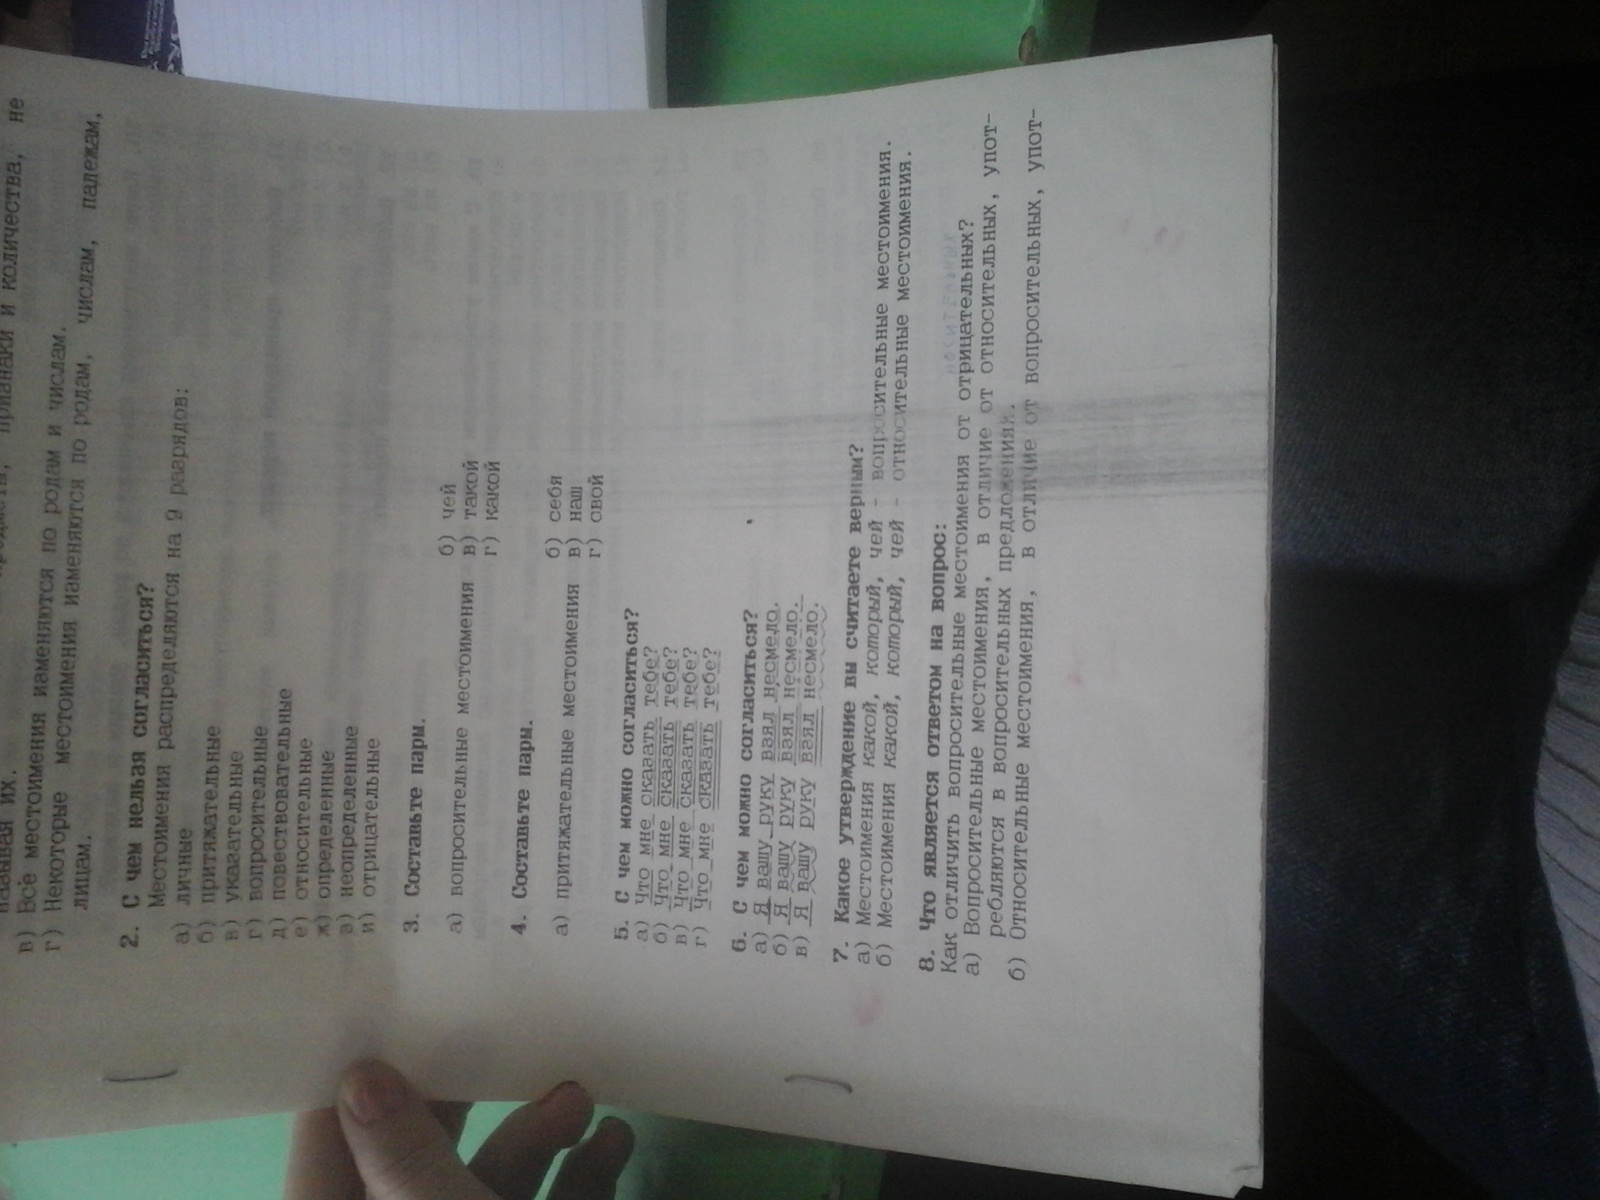 называя их.
в) Всё местоимения изменяются по родам и числам.
г) Некоторые местоимения изменяются по родам, числам, падежам,
лицам.
2. С чем нельзя согласиться?
Местоимения распределяются на 9 разрядов:
а) личные
б) притяжательные
в) указательные
г) вопросительные
д) повествовательные
е) относительные
ж) определенные
з) неопределенные
и) отрицательные
3. Составьте пары.
б) чей
а) вопросительные местоимения в) такой
г) какой
4. Составьте пары.
б) себя
а) притяжательные местоимения в) наш
г) свой
5. С чем можно согласиться?
а) Что мне сказать тебе?
б) Что мне сказать тебе?
в) Что мне сказать тебе?
г) Что мне сказать тебе?
6. С чем можно согласиться?
а) Я вашу руку взял несмело.
б) Я вашу руку взял несмело.
в) Я вашу руку взял несмело.
7. Какое утверждение вы считаете верным?
а) Местоимения какой, который, чей - вопросительные местоимения.
б) Местоимения какой, который, чей - относительные местоимения.
8. Что является ответом на вопрос:
Как отличить вопросительные местоимения от отрицательных?
а) Вопросительные местоимения, в отличие от относительных, упот-
ребляются в вопросительных предложениях.
б) Относительные местоимения, в отличие от вопросительных, упот-